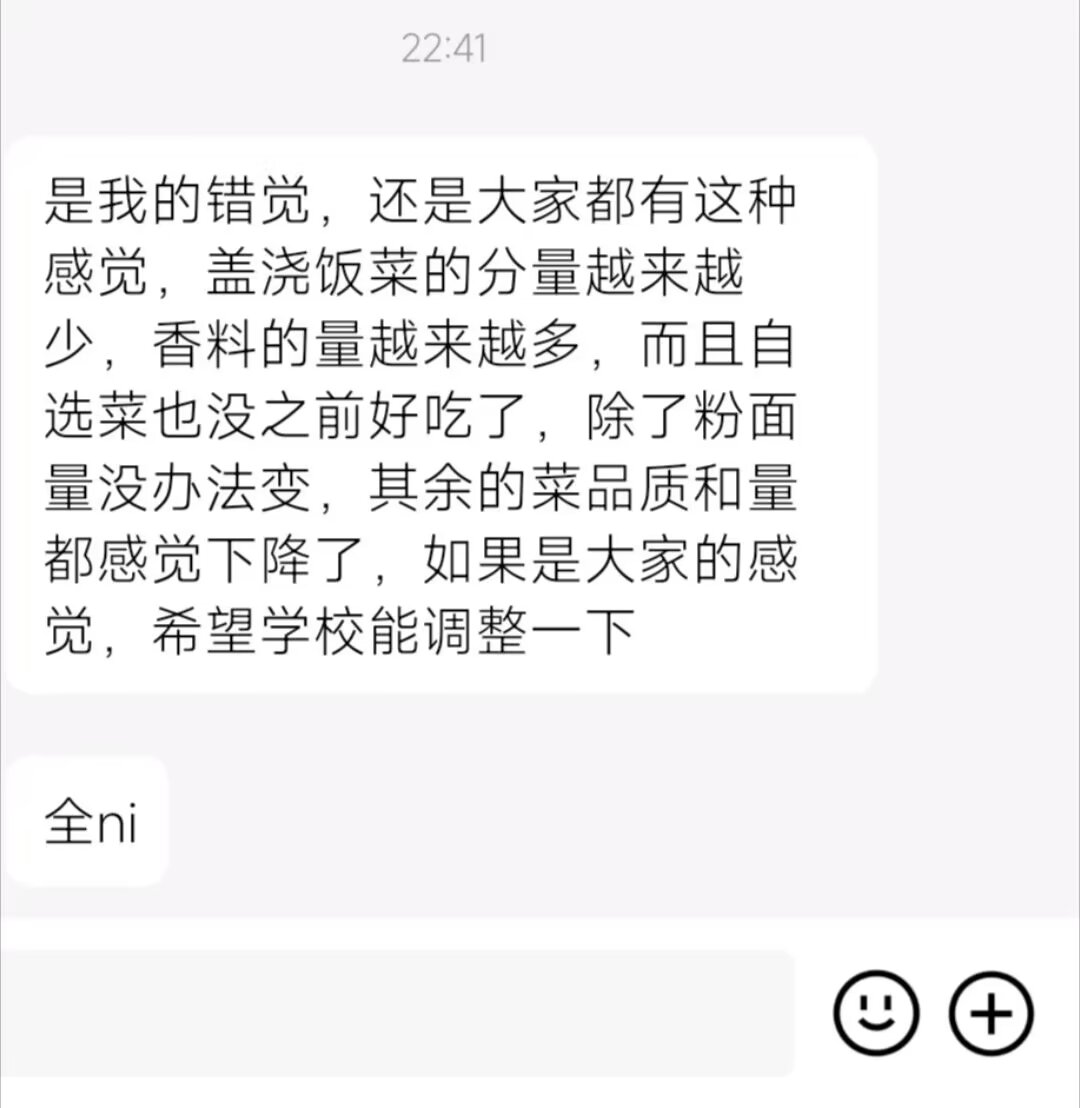 22:41
是我的错觉，还是大家都有这种
感觉，盖浇饭菜的分量越来越
少，香料的量越来越多，而且自
选菜也没之前好吃了，除了粉面
量没办法变，其余的菜品质和量
都感觉下降了，如果是大家的感
觉，希望学校能调整一下
全ni